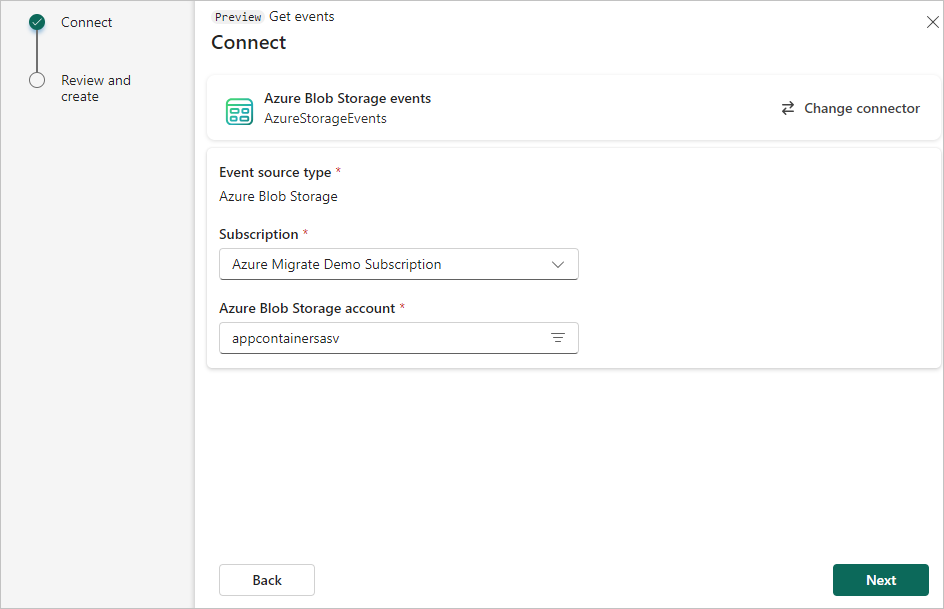 Connect
Review and
create
Preview Get events
Connect
Azure Blob Storage events
AzureStorageEvents
Change connector
Event source type *
Azure Blob Storage
Subscription *
Azure Migrate Demo Subscription
Azure Blob Storage account *
appcontainersasv
Back
Next